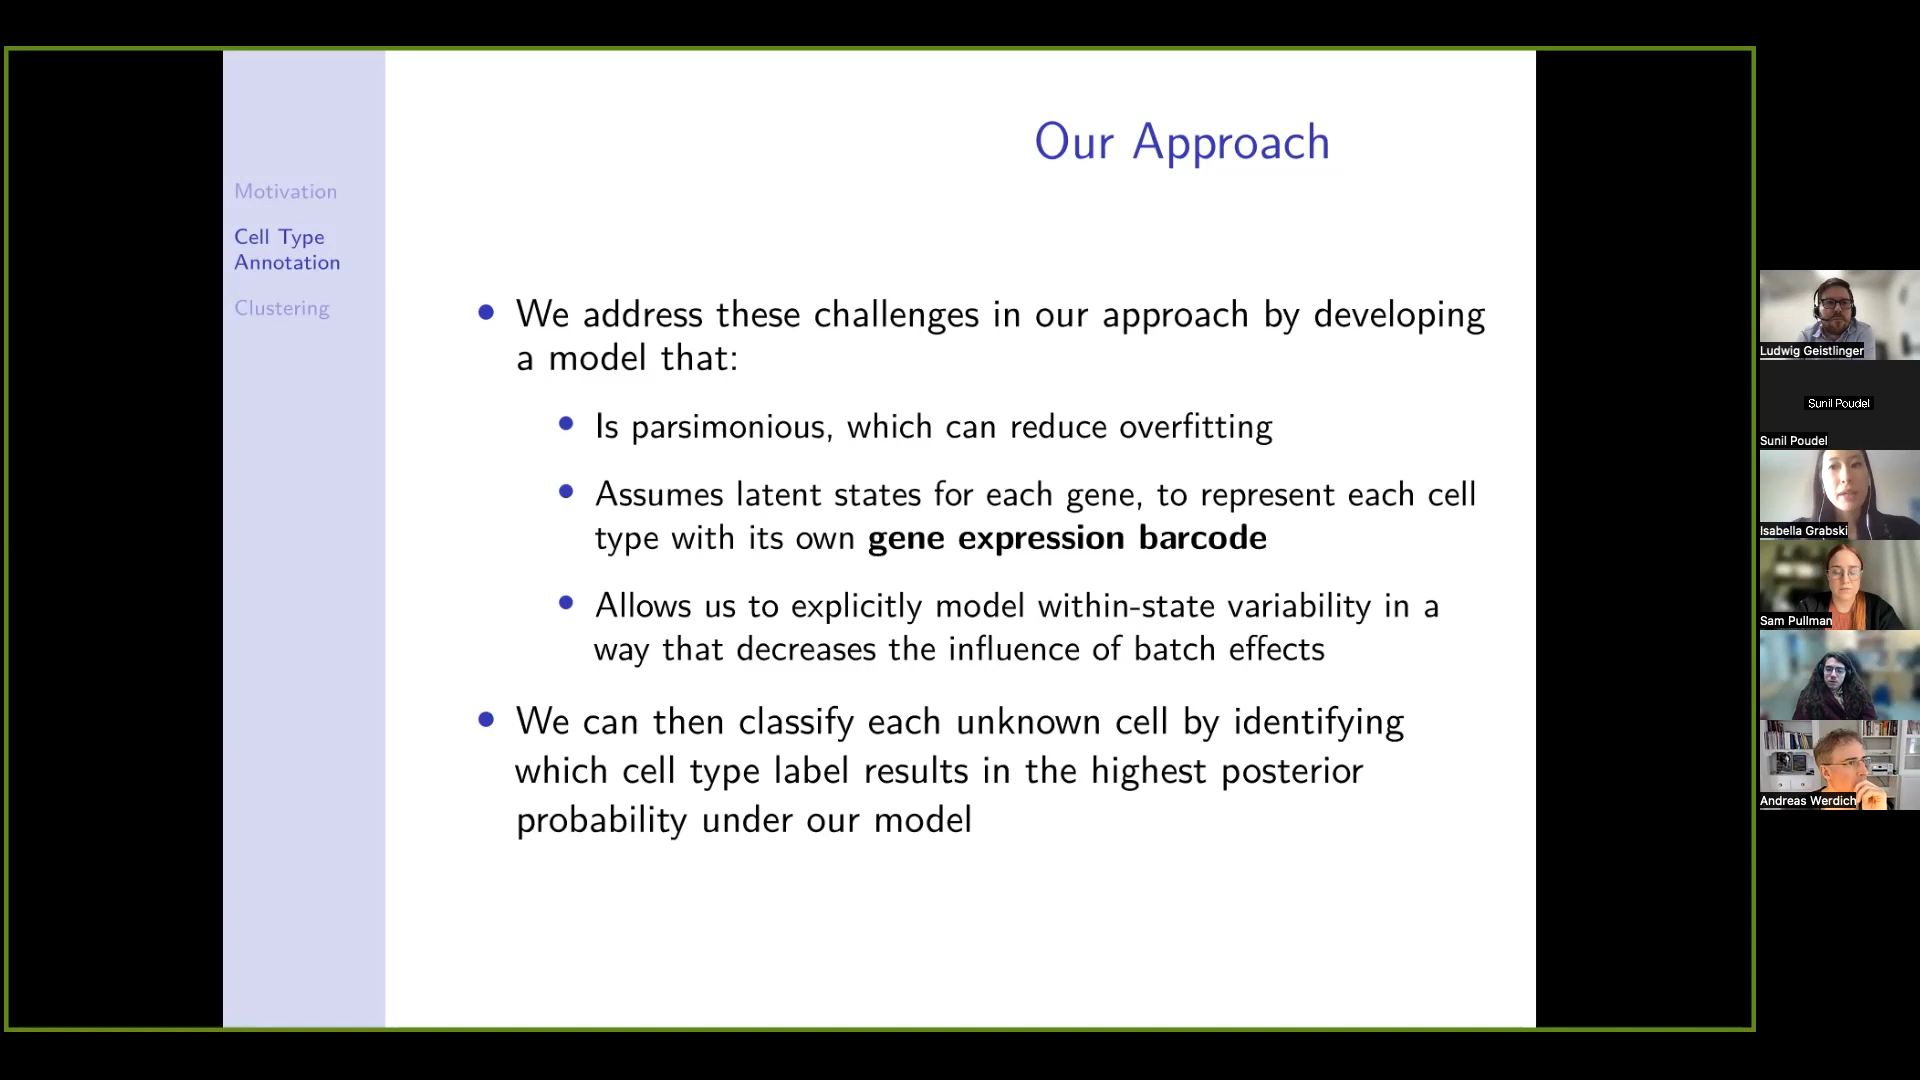 Our Approach
Motivation
Cell Type
Annotation
Clustering
• We address these challenges in our approach by developing
a model that:
• Is parsimonious, which can reduce overfitting
• Assumes latent states for each gene, to represent each cell
type with its own gene expression barcode
• Allows us to explicitly model within-state variability in a
way that decreases the influence of batch effects
• We can then classify each unknown cell by identifying
which cell type label results in the highest posterior
probability under our model
Ludwig Geistlinger
Sunil Poudel
Sunil Poudel
Isabella Grabski
Sam Pullman
Andreas Werdich